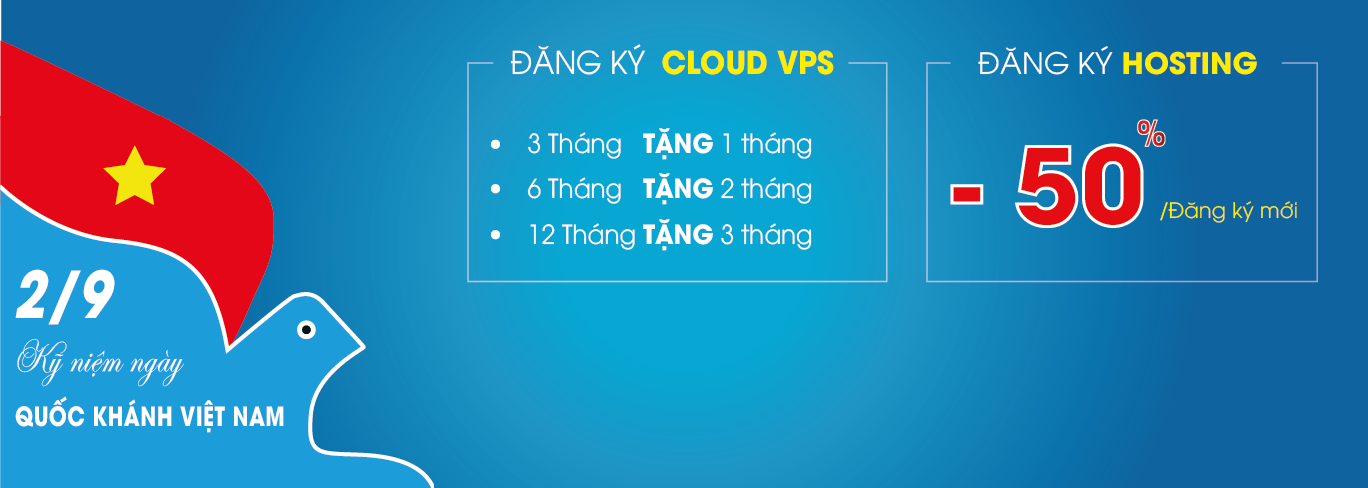 ĐĂNG KÝ CLOUD VPS
• 3 Tháng TẶNG 1 tháng
• 6 Tháng TẶNG 2 tháng
• 12 Tháng TẶNG 3 tháng
ĐĂNG KÝ HOSTING
- 50%
/Đăng ký mới
2/9
Kỹ niệm ngày
QUỐC KHÁNH VIỆT NAM